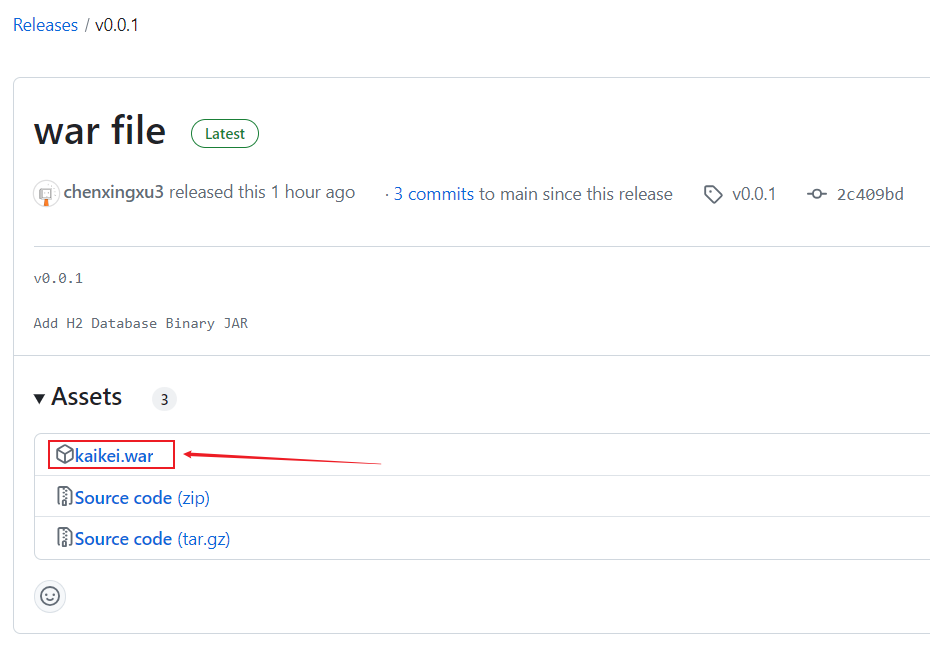 Releases / v0.0.1
war file Latest
chenxingxu3 released this 1 hour ago · 3 commits to main since this release v0.0.1 2c409bd
v0.0.1
Add H2 Database Binary JAR
Assets 3
kaikei.war
Source code (zip)
Source code (tar.gz)